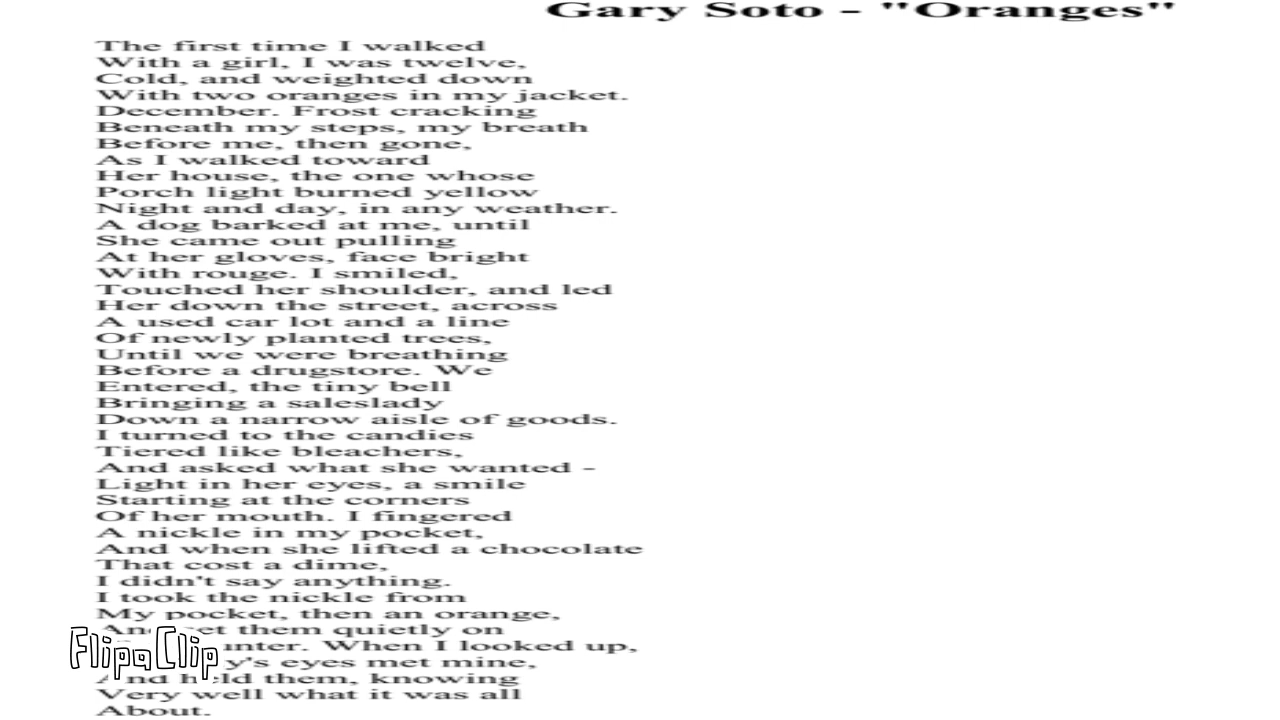 Gary Soto - "Oranges"
The first time I walked
With a girl, I was twelve,
Cold, and weighted down
With two oranges in my jacket.
December. Frost cracking
Beneath my steps, my breath
Before me, then gone,
As I walked toward
Her house, the one whose
Porch light burned yellow
Night and day, in any weather.
A dog barked at me, until
She came out pulling
At her gloves, face bright
With rouge. I smiled,
Touched her shoulder, and led
Her down the street, across
A used car lot and a line
Of newly planted trees,
Until we were breathing
Before a drugstore. We
Entered, the tiny bell
Bringing a saleslady
Down a narrow aisle of goods.
I turned to the candies
Tiered like bleachers,
And asked what she wanted -
Light in her eyes, a smile
Starting at the corners
Of her mouth. I fingered
A nickle in my pocket,
And when she lifted a chocolate
That cost a dime,
I didn't say anything.
I took the nickle from
My pocket, then an orange,
And set them quietly on
When I looked up,
eyes met mine,
And held them, knowing
Very well what it was all
About.
FlipaClip